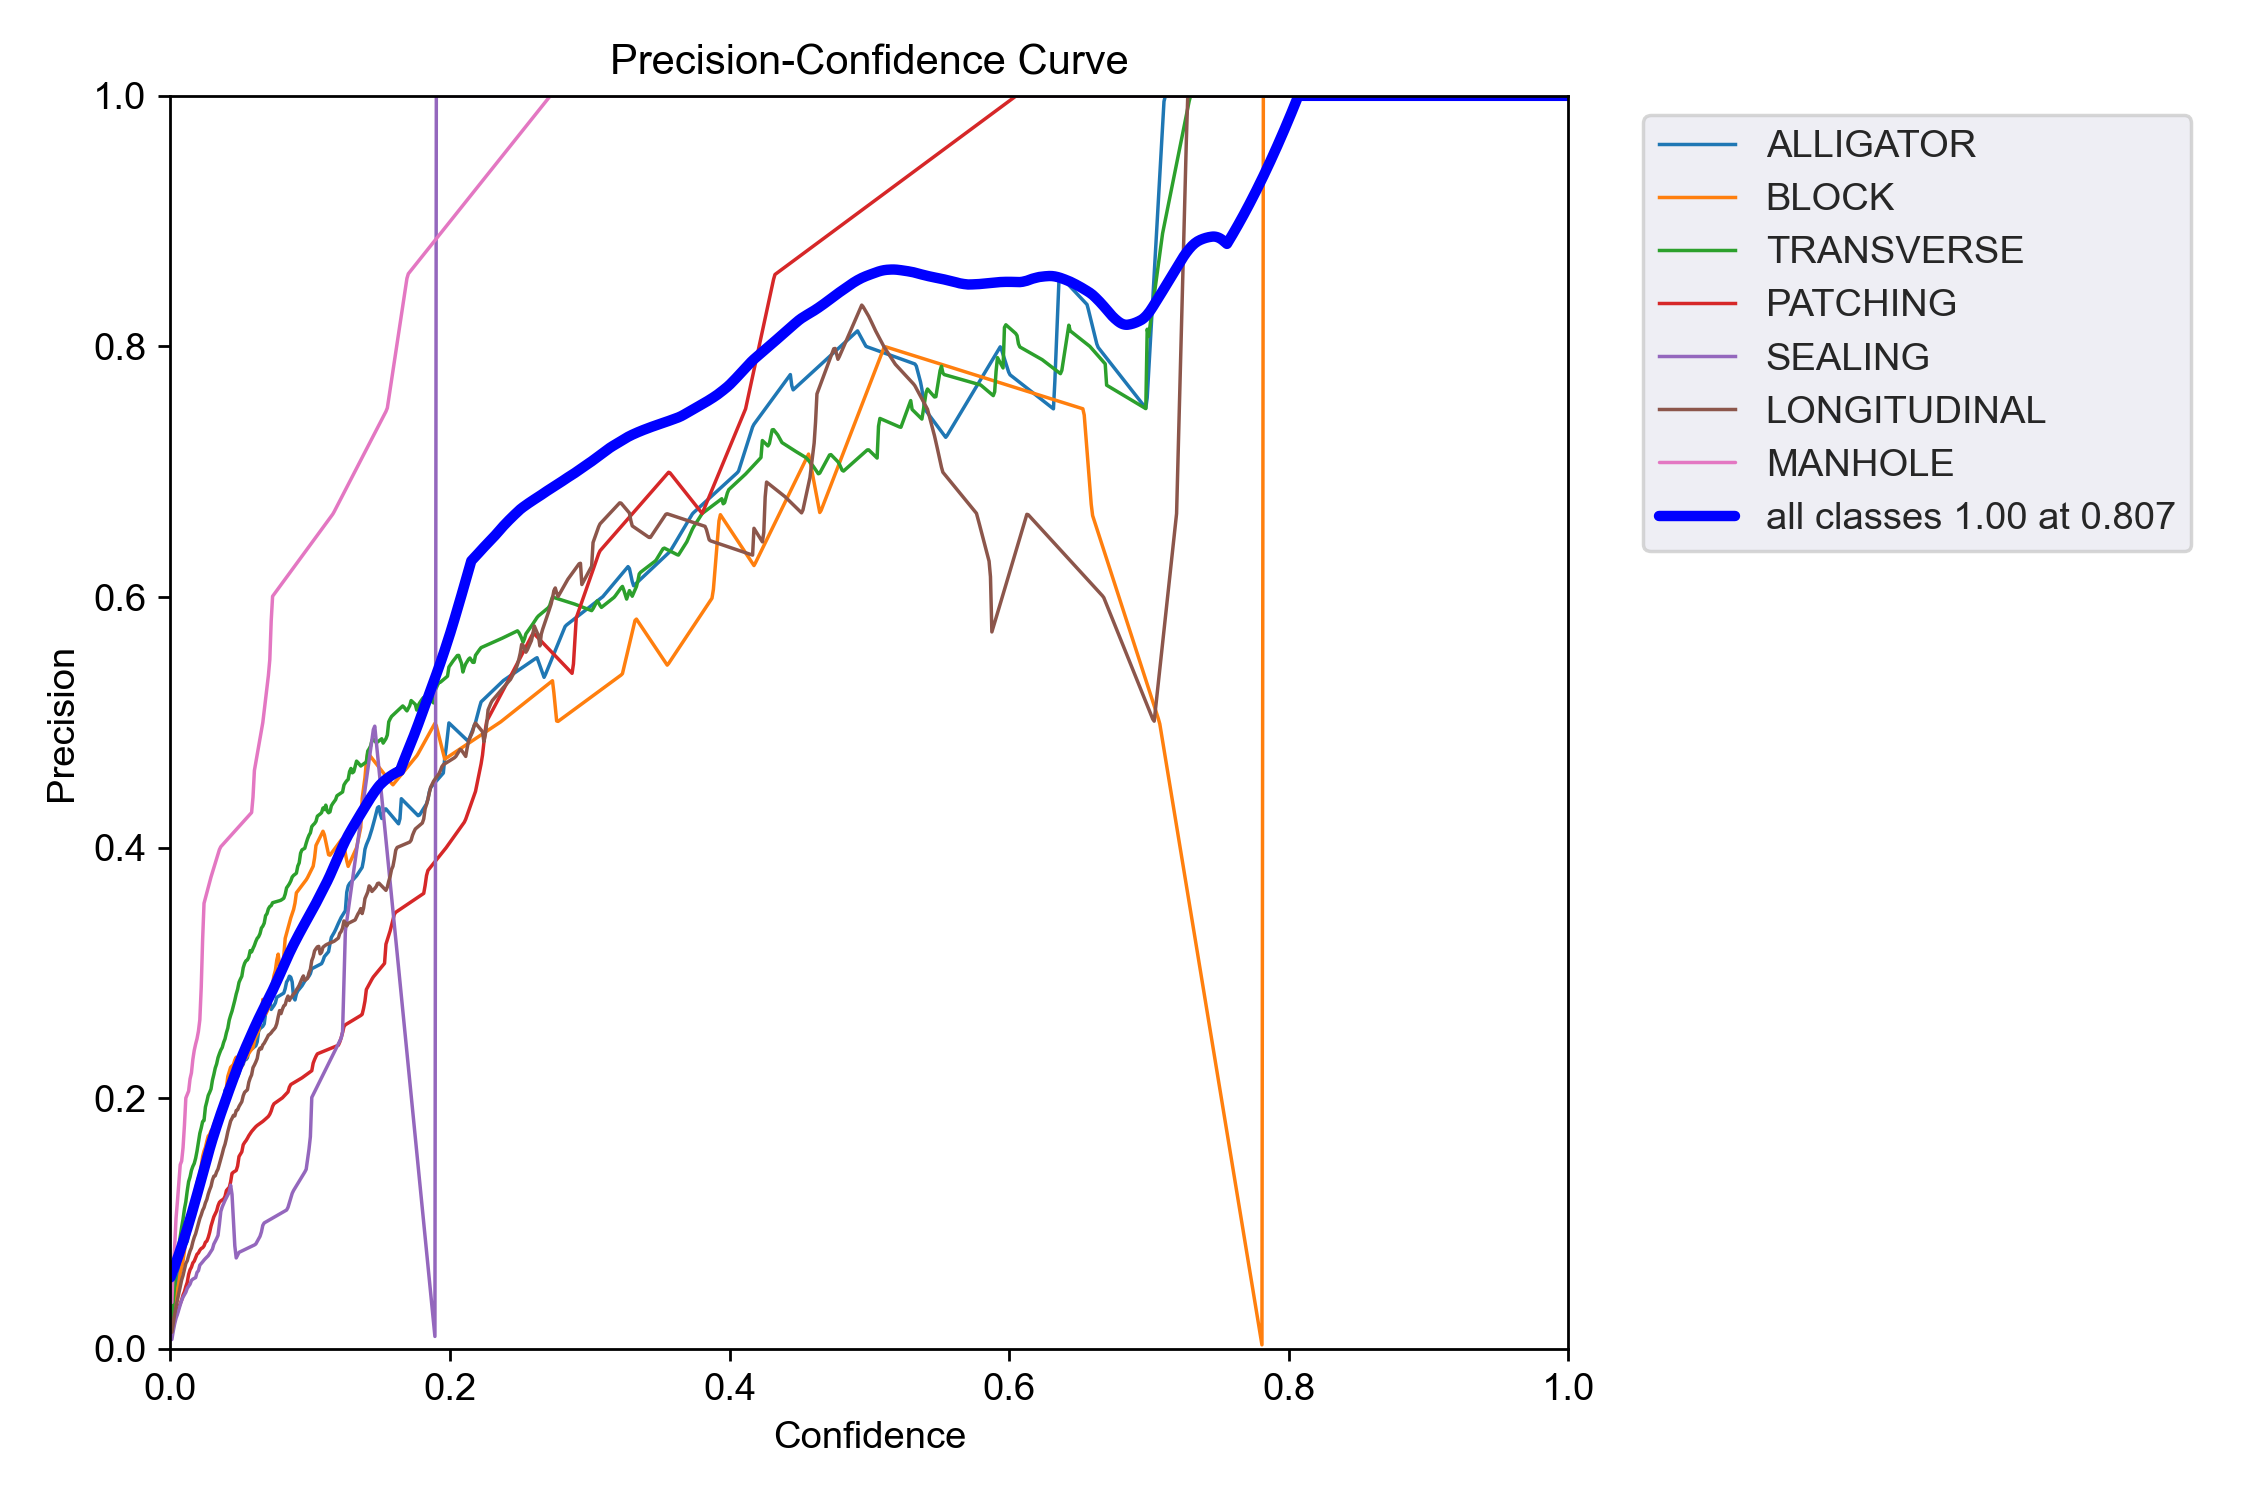 Precision-Confidence Curve
1.0
0.8
0.6
0.4
0.2
0.0
Precision
0.0 0.2 0.4 0.6 0.8 1.0
Confidence
ALLIGATOR
BLOCK
TRANSVERSE
PATCHING
SEALING
LONGITUDINAL
MANHOLE
all classes 1.00 at 0.807